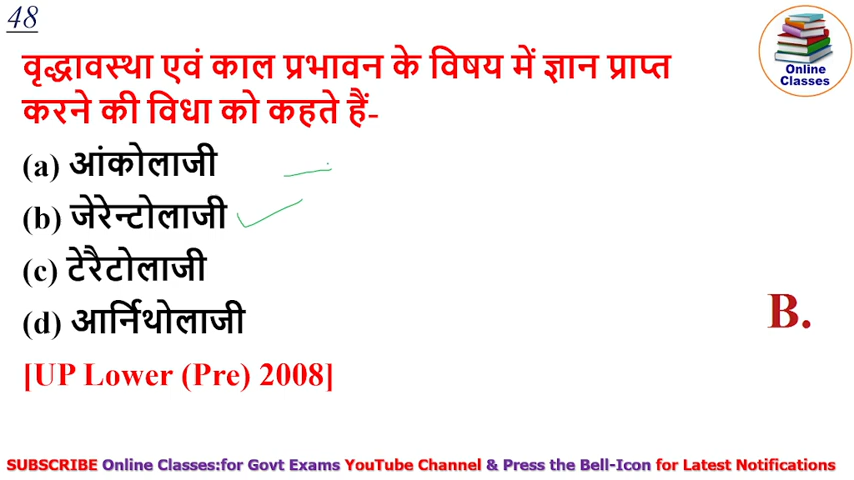 48
वृद्धावस्था एवं काल प्रभावन के विषय में ज्ञान प्राप्त
करने की विधा को कहते हैं-
(a) आंकोलाजी
(b) जेरेन्टोलाजी
(c) टेरैटोलाजी
(d) आर्निथोलाजी
[UP Lower (Pre) 2008]
B.
Online
Classes
SUBSCRIBE Online Classes:for Govt Exams YouTube Channel & Press the Bell-Icon for Latest Notifications